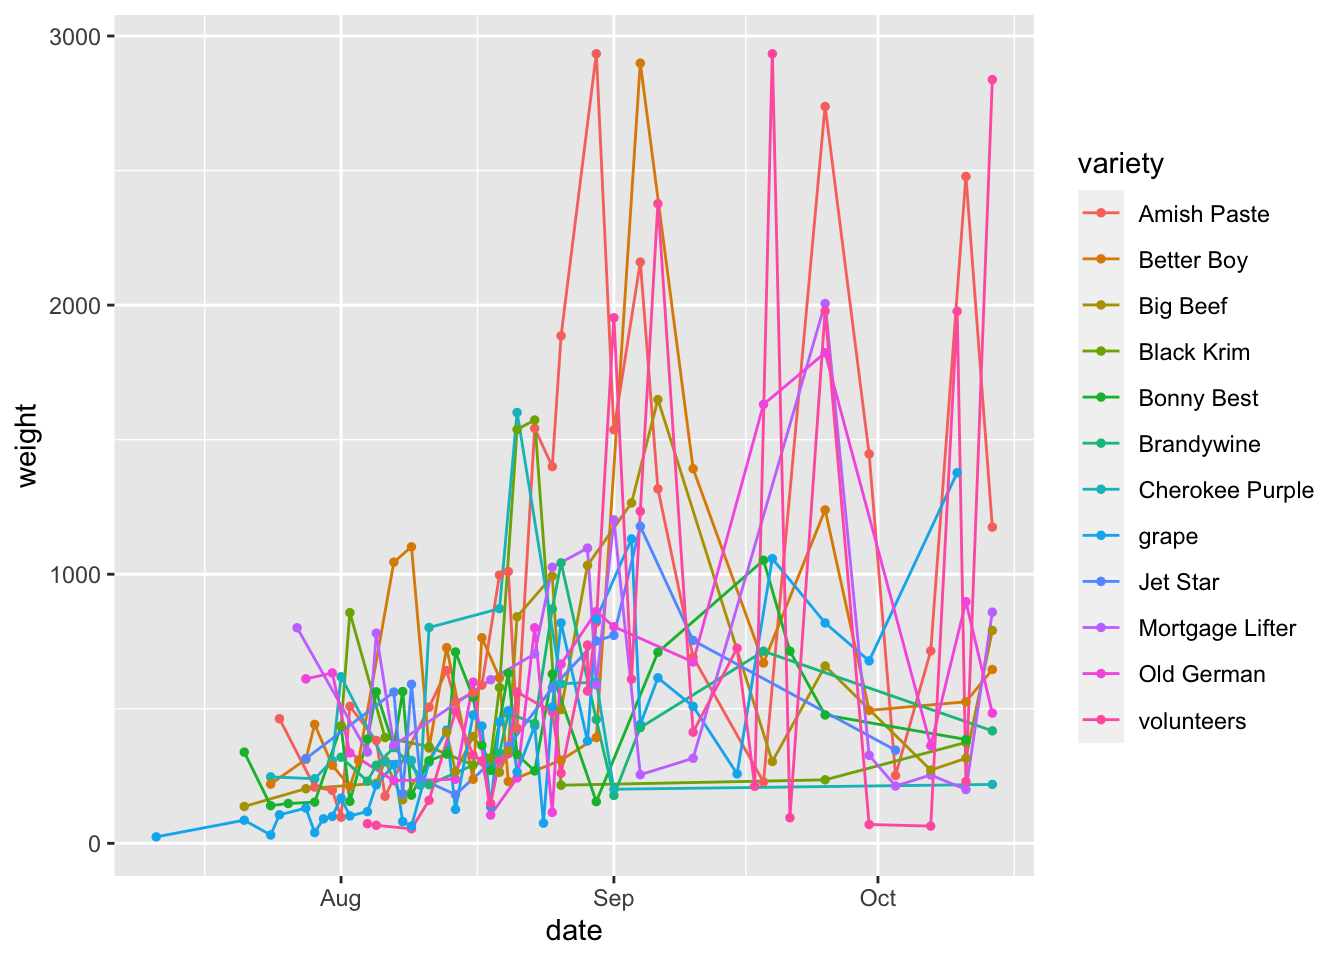 3000
2000
1000
0
weight
Aug
Sep
Oct
date
variety
Amish Paste
Better Boy
Big Beef
Black Krim
Bonny Best
Brandywine
Cherokee Purple
grape
Jet Star
Mortgage Lifter
Old German
volunteers